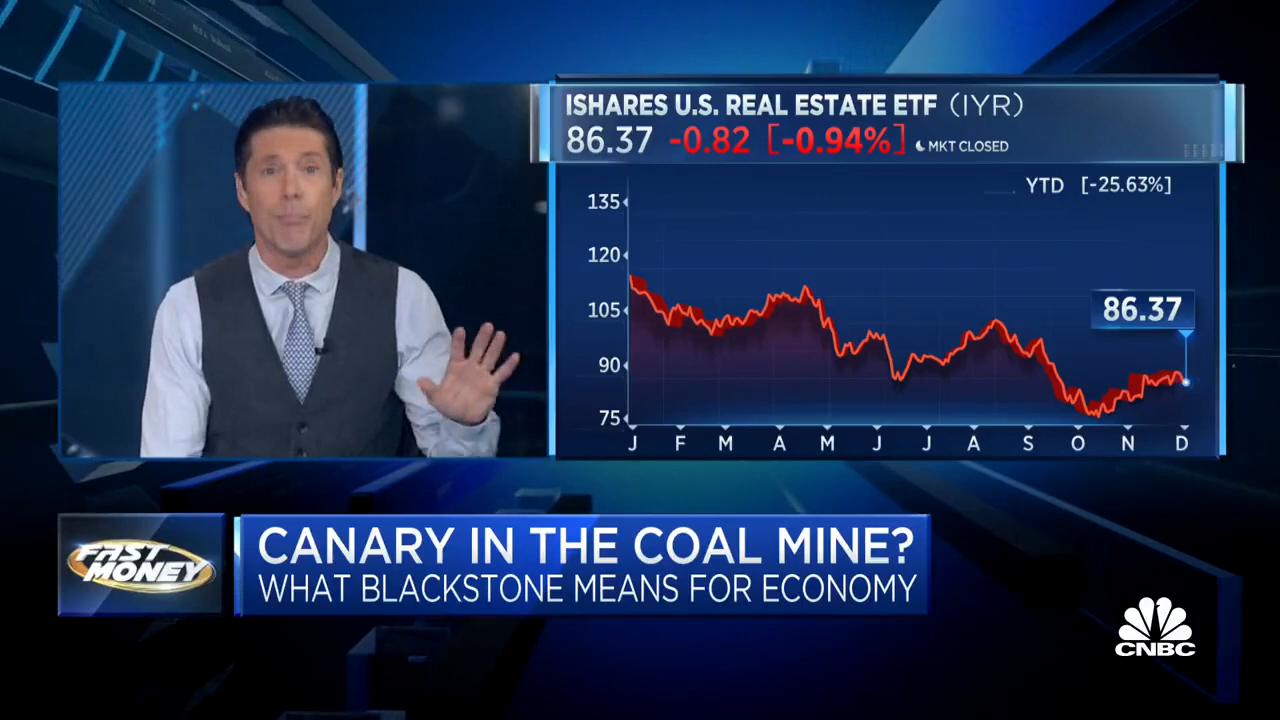 ISHARES U.S. REAL ESTATE ETF (IYR)
86.37 -0.82 [-0.94%] MKT CLOSED
YTD [-25.63%]
135
120
105
90
75
86.37
J F M A M J J A S O N D
FAST
MONEY
CANARY IN THE COAL MINE?
WHAT BLACKSTONE MEANS FOR ECONOMY
CNBC